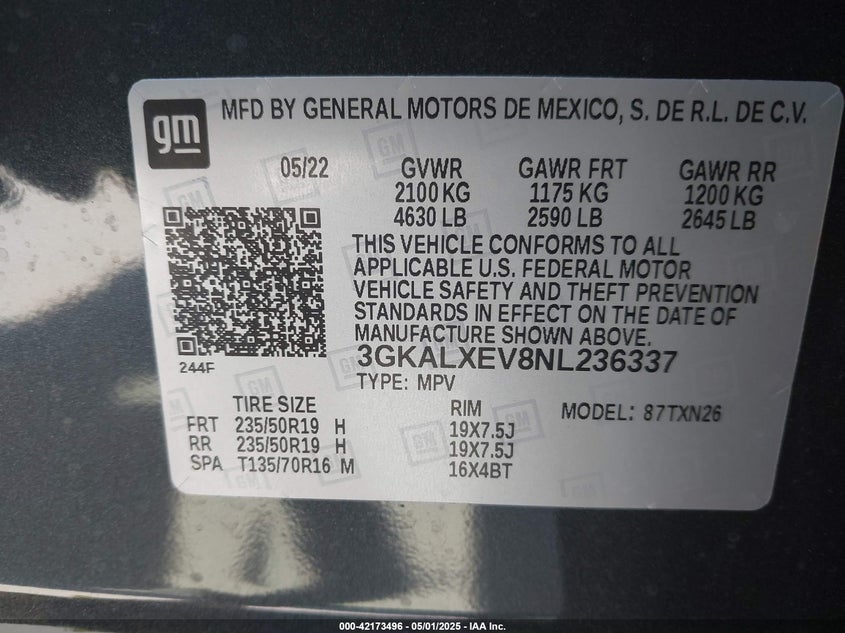 gm MFD BY GENERAL MOTORS DE MEXICO, S. DE R.L. DE C.V.
05/22 GVWR GAWR FRT GAWR RR
2100 KG 1175 KG 1200 KG
4630 LB 2590 LB 2645 LB
THIS VEHICLE CONFORMS TO ALL
APPLICABLE U.S. FEDERAL MOTOR
VEHICLE SAFETY AND THEFT PREVENTION
STANDARDS IN EFFECT ON THE DATE OF
MANUFACTURE SHOWN ABOVE.
3GKALXEV8NL236337
244F
TYPE: MPV
TIRE SIZE RIM MODEL: 87TXN26
FRT 235/50R19 H 19X7.5J
RR 235/50R19 H 19X7.5J
SPA T135/70R16 M 16X4BT
000-42173496 - 05/01/2025 - IAA Inc.